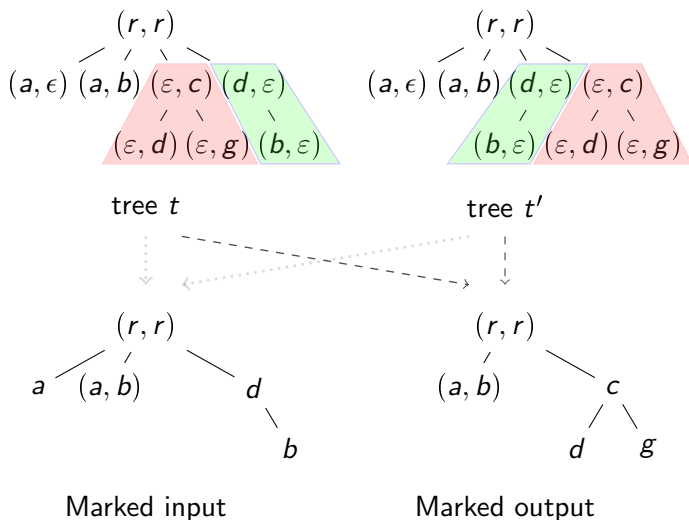 (r, r) (r, r)
(a, ϵ) (a, b) (ε, c) (d, ε) (a, ϵ) (a, b) (d, ε) (ε, c)
(ε, d) (ε, g) (b, ε) (b, ε) (ε, d) (ε, g)
tree t tree t′
(r, r) (r, r)
a (a, b) d (a, b) c
b d g
Marked input Marked output